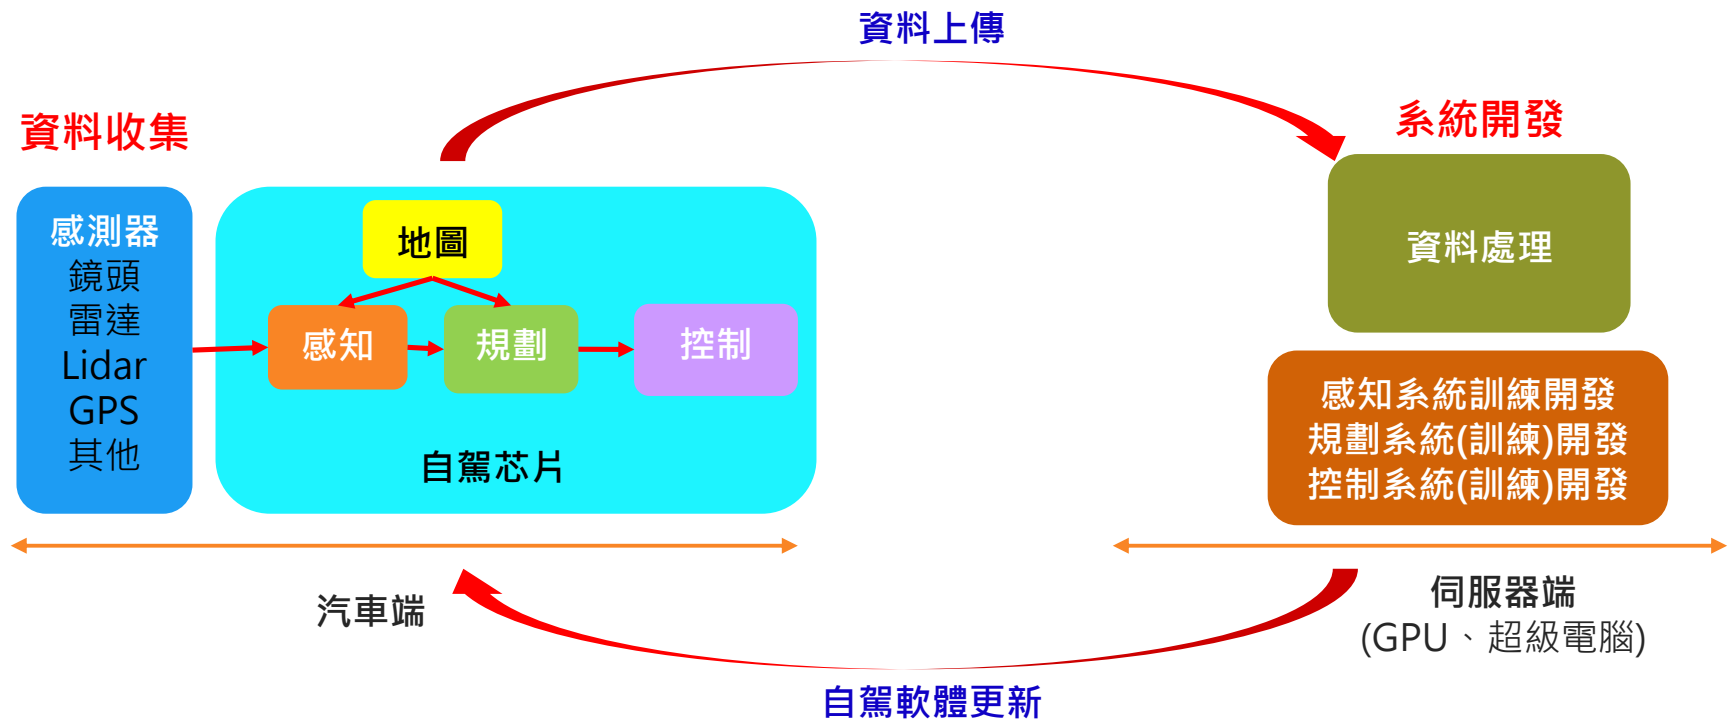 資料上傳
資料收集
系統開發
感測器
鏡頭
雷達
Lidar
GPS
其他
地圖
感知
規劃
控制
自駕芯片
資料處理
感知系統訓練開發
規劃系統(訓練)開發
控制系統(訓練)開發
汽車端
伺服器端
(GPU、超級電腦)
自駕軟體更新